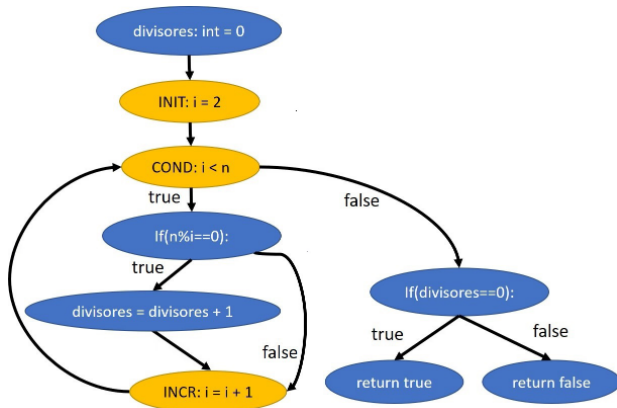 divisores: int = 0
INIT: i = 2
COND: i < n
true
false
If(n%i==0):
true
divisores = divisores + 1
false
INCR: i = i + 1
If(divisores==0):
true
false
return true
return false